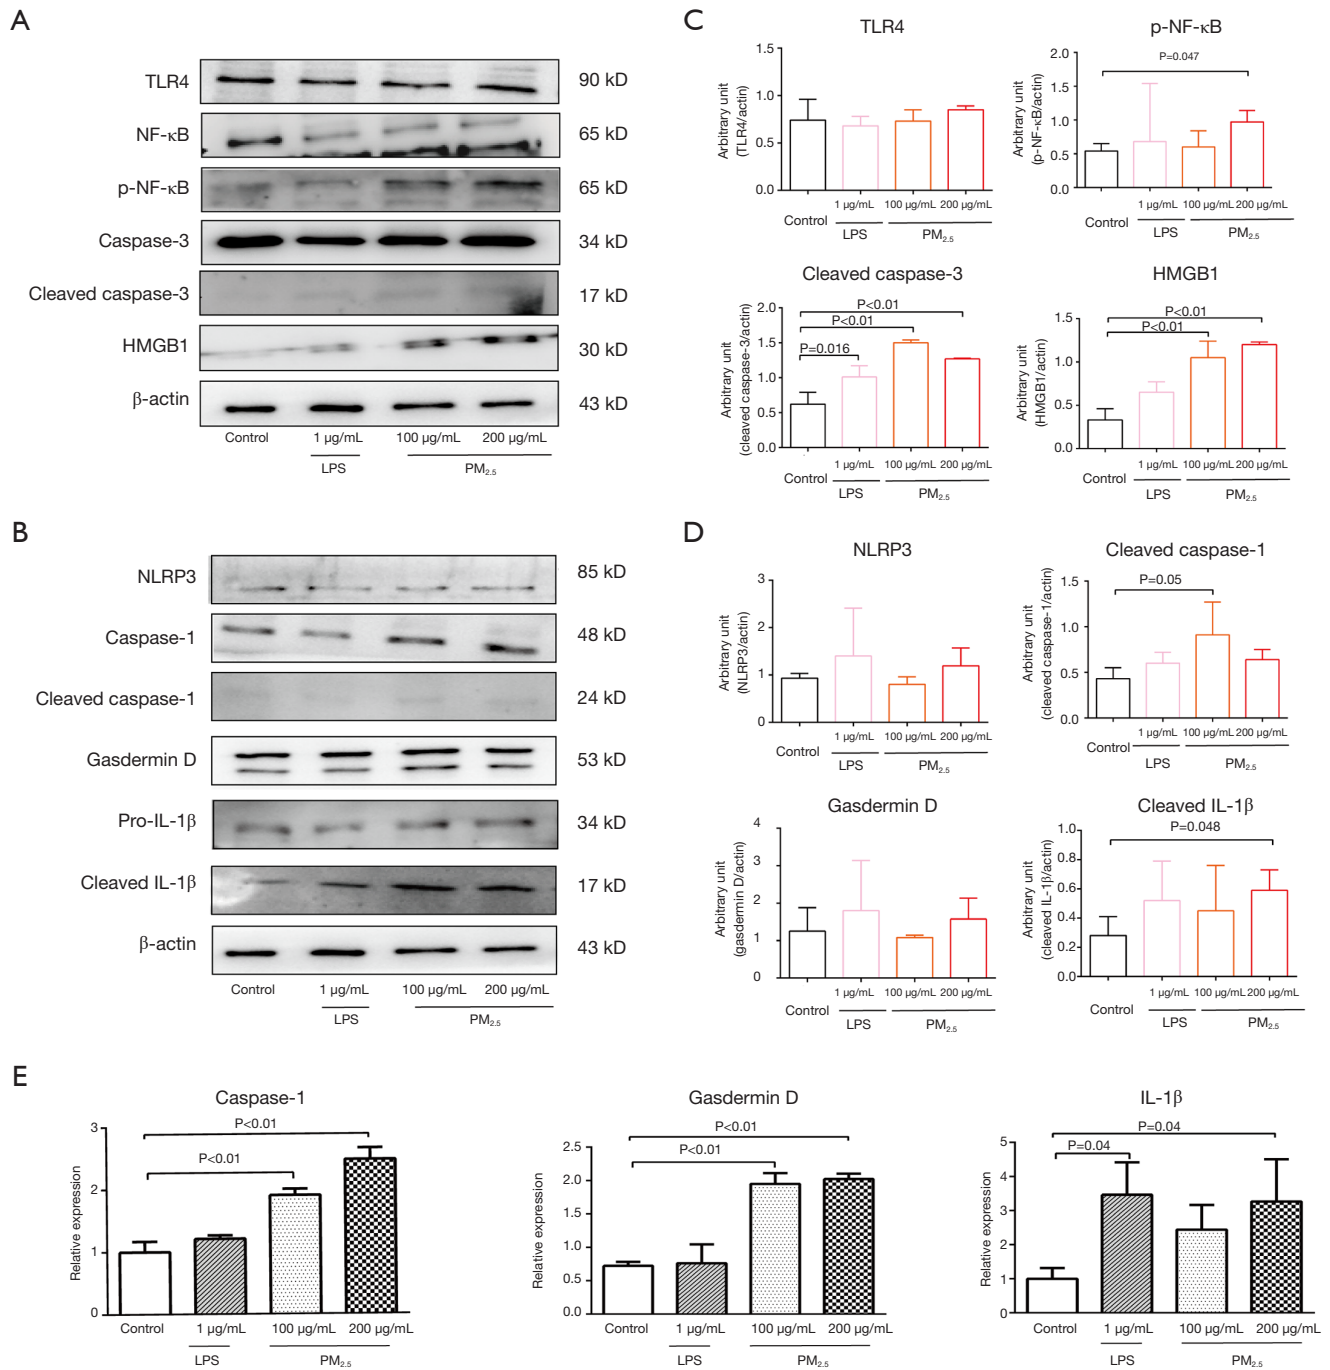 A
TLR4 90 kD
NF-κB 65 kD
p-NF-κB 65 kD
Caspase-3 34 kD
Cleaved caspase-3 17 kD
HMGB1 30 kD
β-actin 43 kD
Control 1 μg/mL 100 μg/mL 200 μg/mL
LPS PM2.5
B
NLRP3 85 kD
Caspase-1 48 kD
Cleaved caspase-1 24 kD
Gasdermin D 53 kD
Pro-IL-1β 34 kD
Cleaved IL-1β 17 kD
β-actin 43 kD
Control 1 μg/mL 100 μg/mL 200 μg/mL
LPS PM2.5
C
TLR4
Arbitrary unit
(TLR4/actin)
1.5
1.0
0.5
0.0
Control 1 μg/mL 100 μg/mL 200 μg/mL
LPS PM2.5
p-NF-κB
Arbitrary unit
(p-NF-κB/actin)
2.0
1.5
1.0
0.5
0.0
P=0.047
Control 1 μg/mL 100 μg/mL 200 μg/mL
LPS PM2.5
Cleaved caspase-3
Arbitrary unit
(cleaved caspase-3/actin)
2.0
1.5
1.0
0.5
0.0
P<0.01
P<0.01
P=0.016
Control 1 μg/mL 100 μg/mL 200 μg/mL
LPS PM2.5
HMGB1
Arbitrary unit
(HMGB1/actin)
1.5
1.0
0.5
0.0
P<0.01
P<0.01
Control 1 μg/mL 100 μg/mL 200 μg/mL
LPS PM2.5
D
NLRP3
Arbitrary unit
(NLRP3/actin)
3
2
1
0
Control 1 μg/mL 100 μg/mL 200 μg/mL
LPS PM2.5
Cleaved caspase-1
Arbitrary unit
(cleaved caspase-1/actin)
1.5
1.0
0.5
0.0
P=0.05
Control 1 μg/mL 100 μg/mL 200 μg/mL
LPS PM2.5
Gasdermin D
Arbitrary unit
(gasdermin D/actin)
4
3
2
1
0
Control 1 μg/mL 100 μg/mL 200 μg/mL
LPS PM2.5
Cleaved IL-1β
Arbitrary unit
(cleaved IL-1β/actin)
1.0
0.8
0.6
0.4
0.2
0.0
P=0.048
Control 1 μg/mL 100 μg/mL 200 μg/mL
LPS PM2.5
E
Caspase-1
Relative expression
3
2
1
0
P<0.01
P<0.01
Control 1 μg/mL 100 μg/mL 200 μg/mL
LPS PM2.5
Gasdermin D
Relative expression
2.5
2.0
1.5
1.0
0.5
0.0
P<0.01
P<0.01
Control 1 μg/mL 100 μg/mL 200 μg/mL
LPS PM2.5
IL-1β
Relative expression
5
4
3
2
1
0
P=0.04
P=0.04
Control 1 μg/mL 100 μg/mL 200 μg/mL
LPS PM2.5